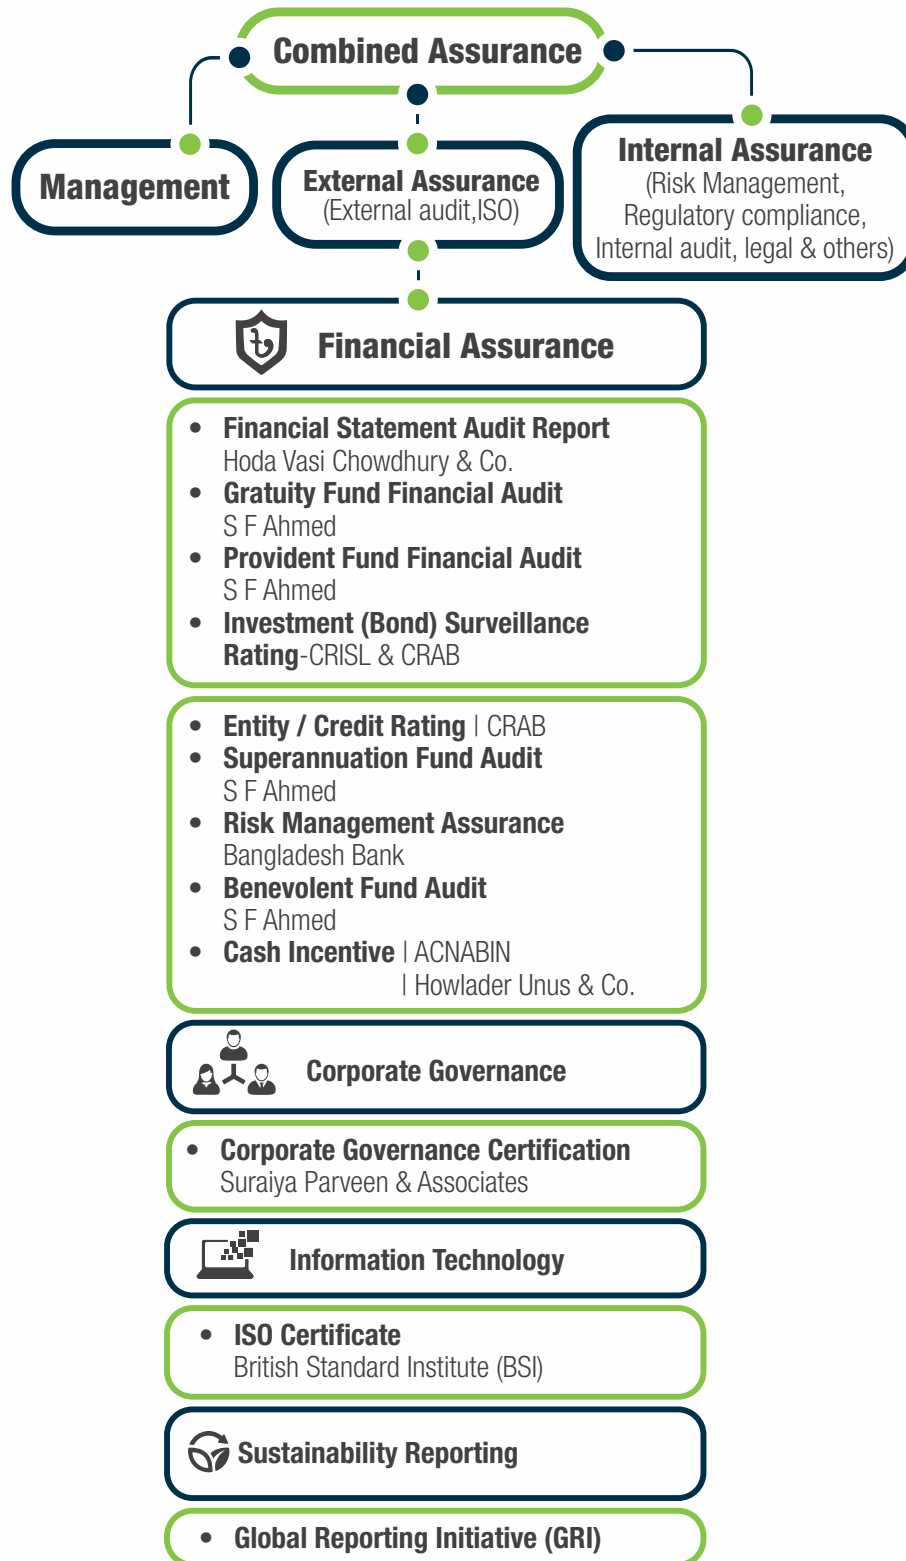 Combined Assurance
Management
External Assurance
(External audit,ISO)
Internal Assurance
(Risk Management,
Regulatory compliance,
Internal audit, legal & others)
৳ Financial Assurance
• Financial Statement Audit Report
Hoda Vasi Chowdhury & Co.
• Gratuity Fund Financial Audit
S F Ahmed
• Provident Fund Financial Audit
S F Ahmed
• Investment (Bond) Surveillance
Rating-CRISL & CRAB
• Entity / Credit Rating | CRAB
• Superannuation Fund Audit
S F Ahmed
• Risk Management Assurance
Bangladesh Bank
• Benevolent Fund Audit
S F Ahmed
• Cash Incentive | ACNABIN
| Howlader Unus & Co.
Corporate Governance
• Corporate Governance Certification
Suraiya Parveen & Associates
Information Technology
• ISO Certificate
British Standard Institute (BSI)
Sustainability Reporting
• Global Reporting Initiative (GRI)